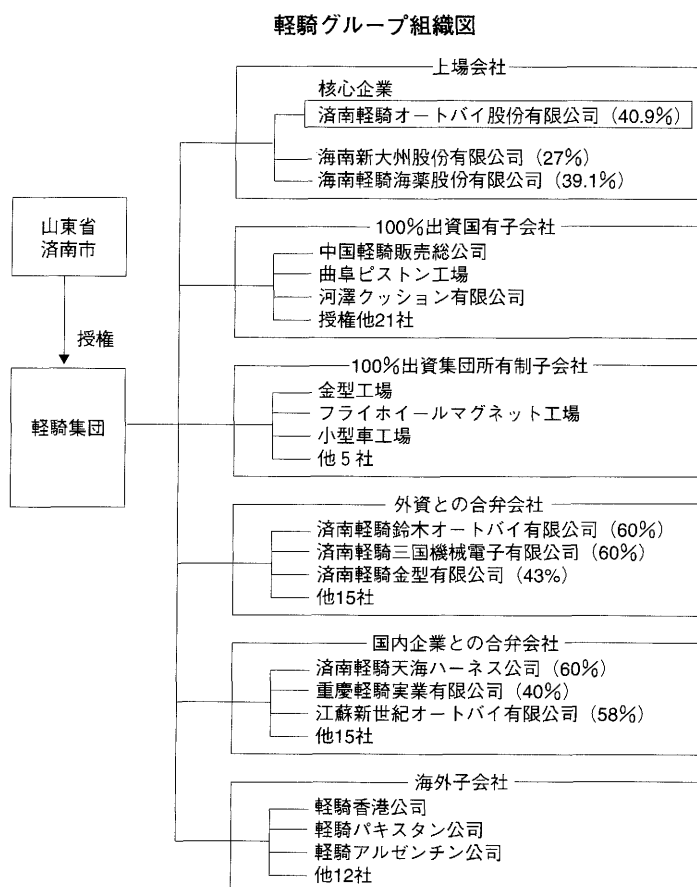 軽騎グループ組織図
上場会社
核心企業
済南軽騎オートバイ股份有限公司（40.9%）
海南新大州股份有限公司（27%）
海南軽騎海薬股份有限公司（39.1%）
山東省
済南市
授権
軽騎集団
100%出資国有子会社
中国軽騎販売総公司
曲阜ピストン工場
河澤クッション有限公司
授権他21社
100%出資集団所有制子会社
金型工場
フライホイールマグネット工場
小型車工場
他5社
外資との合弁会社
済南軽騎鈴木オートバイ有限公司（60%）
済南軽騎三国機械電子有限公司（60%）
済南軽騎金型有限公司（43%）
他15社
国内企業との合弁会社
済南軽騎天海ハーネス公司（60%）
重慶軽騎実業有限公司（40%）
江蘇新世紀オートバイ有限公司（58%）
他15社
海外子会社
軽騎香港公司
軽騎パキスタン公司
軽騎アルゼンチン公司
他12社